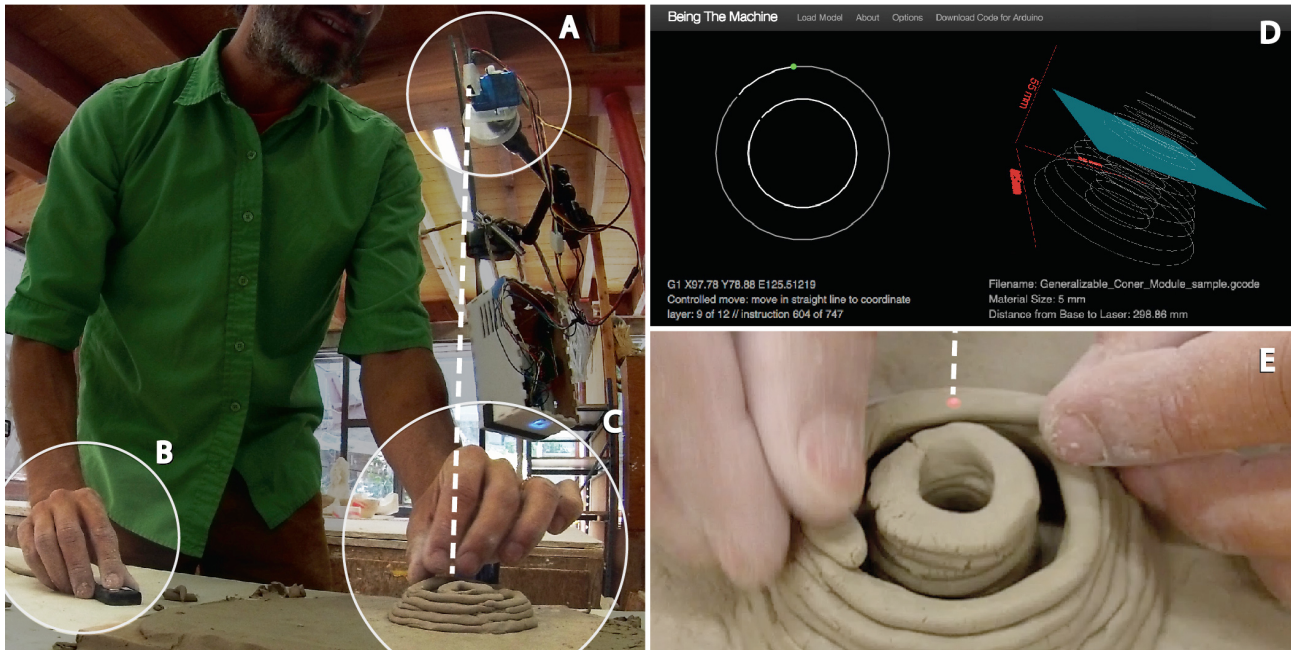 A
B
C
Being The Machine Load Model About Options Download Code for Arduino
D
55 mm
G1 X97.78 Y78.88 E125.51219
Controlled move: move in straight line to coordinate
layer: 9 of 12 // instruction 604 of 747
Filename: Generalizable_Coner_Module_sample.gcode
Material Size: 5 mm
Distance from Base to Laser: 298.86 mm
E